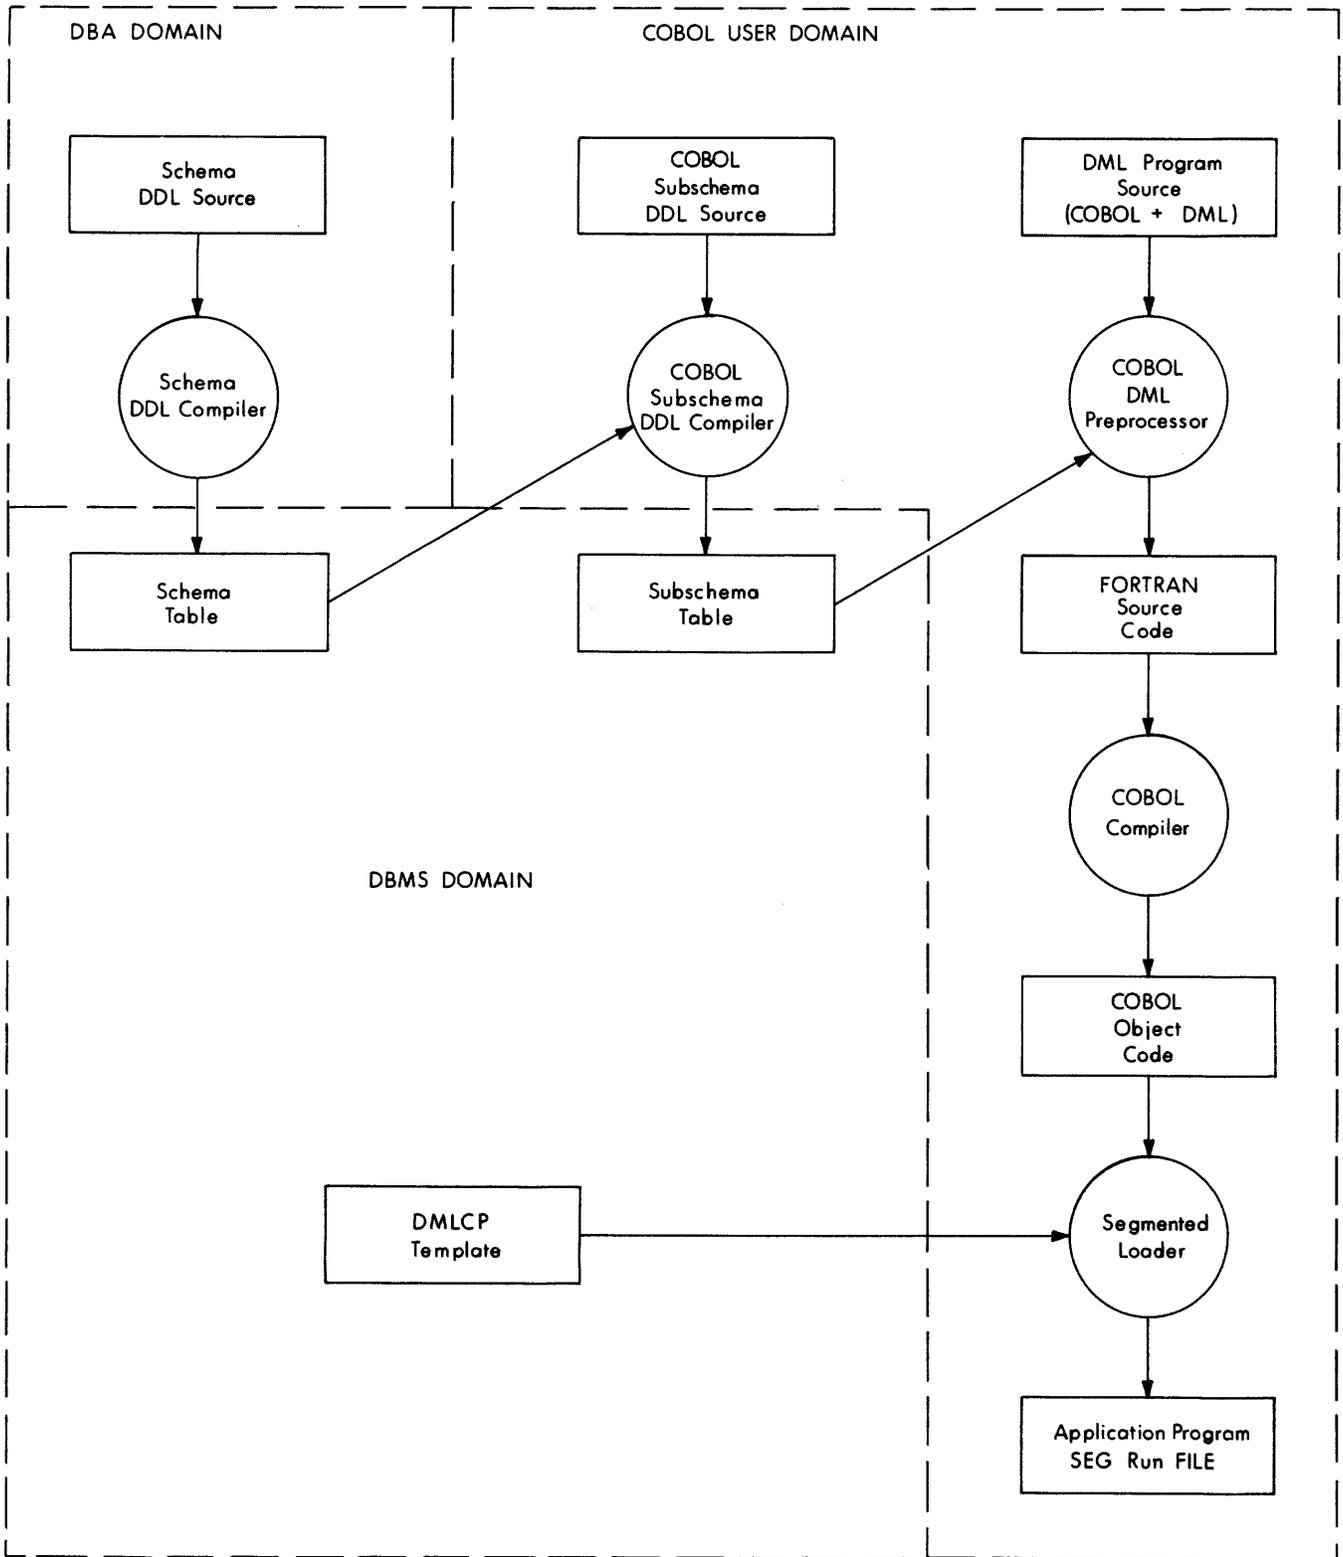 DBA DOMAIN
COBOL USER DOMAIN
Schema
DDL Source
COBOL
Subschema
DDL Source
DML Program
Source
(COBOL + DML)
Schema
DDL Compiler
COBOL
Subschema
DDL Compiler
COBOL
DML
Preprocessor
Schema
Table
Subschema
Table
FORTRAN
Source
Code
COBOL
Compiler
DBMS DOMAIN
COBOL
Object
Code
DMLCP
Template
Segmented
Loader
Application Program
SEG Run FILE